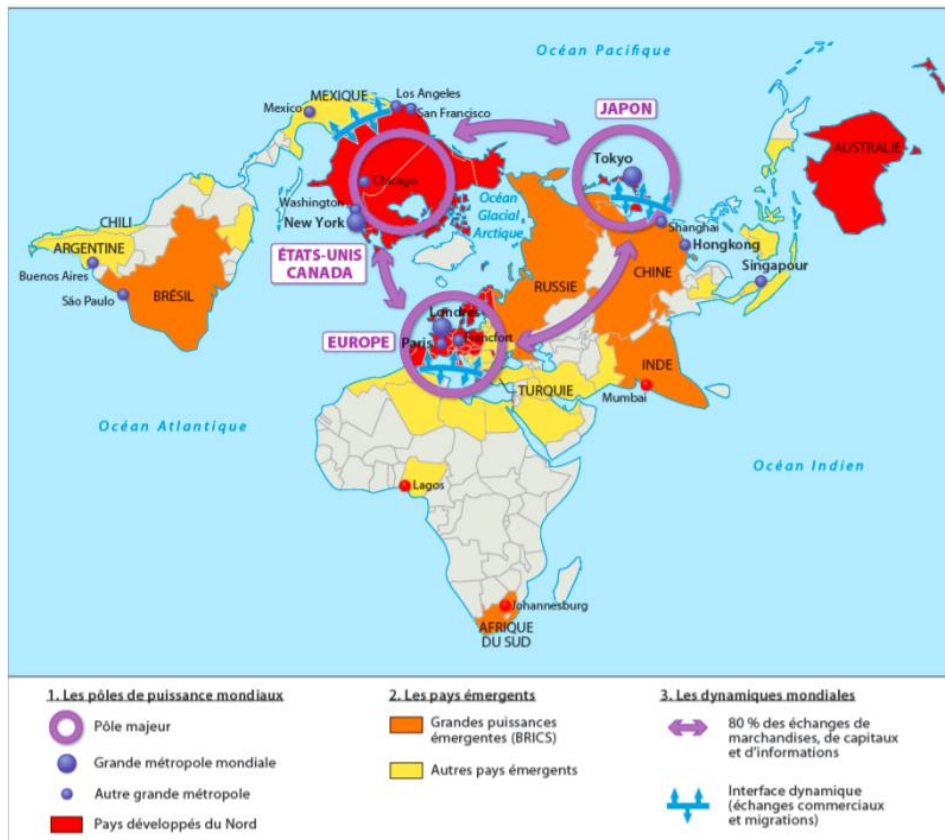 Océan Pacifique
MEXIQUE
Los Angeles
San Francisco
Mexico
JAPON
AUSTRALIE
Tokyo
Chicago
Washington
New York
Océan
Glacial
Arctique
Shanghai
Hongkong
CHILI
ARGENTINE
Buenos Aires
São Paulo
BRÉSIL
ÉTATS-UNIS
CANADA
RUSSIE
CHINE
Singapour
Londres
Paris
Francfort
EUROPE
INDE
TURQUIE
Mumbai
Océan Atlantique
Océan Indien
Lagos
Johannesburg
AFRIQUE
DU SUD
1. Les pôles de puissance mondiaux
Pôle majeur
Grande métropole mondiale
Autre grande métropole
Pays développés du Nord
2. Les pays émergents
Grandes puissances
émergentes (BRICS)
Autres pays émergents
3. Les dynamiques mondiales
80 % des échanges de
marchandises, de capitaux
et d'informations
Interface dynamique
(échanges commerciaux
et migrations)